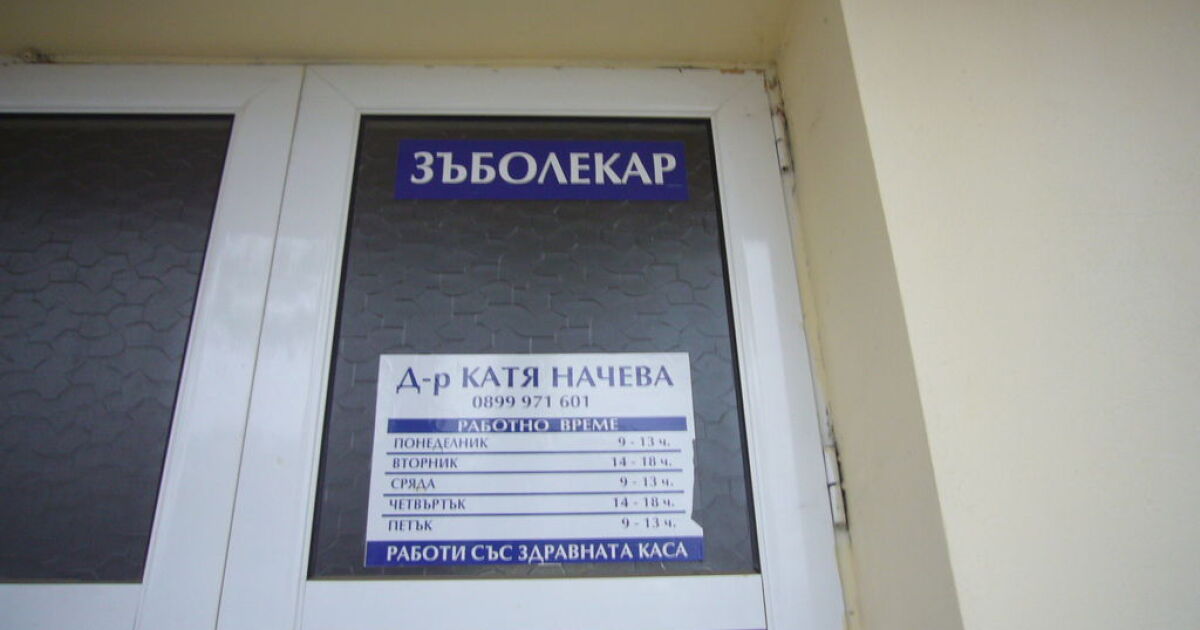 ЗЪБОЛЕКАР
Д-р КАТЯ НАЧЕВА
0899 971 601
РАБОТНО ВРЕМЕ
ПОНЕДЕЛНИК 9 - 13 ч.
ВТОРНИК 14 - 18 ч.
СРЯДА 9 - 13 ч.
ЧЕТВЪРТЪК 14 - 18 ч.
ПЕТЪК 9 - 13 ч.
РАБОТИ СЪС ЗДРАВНАТА КАСА